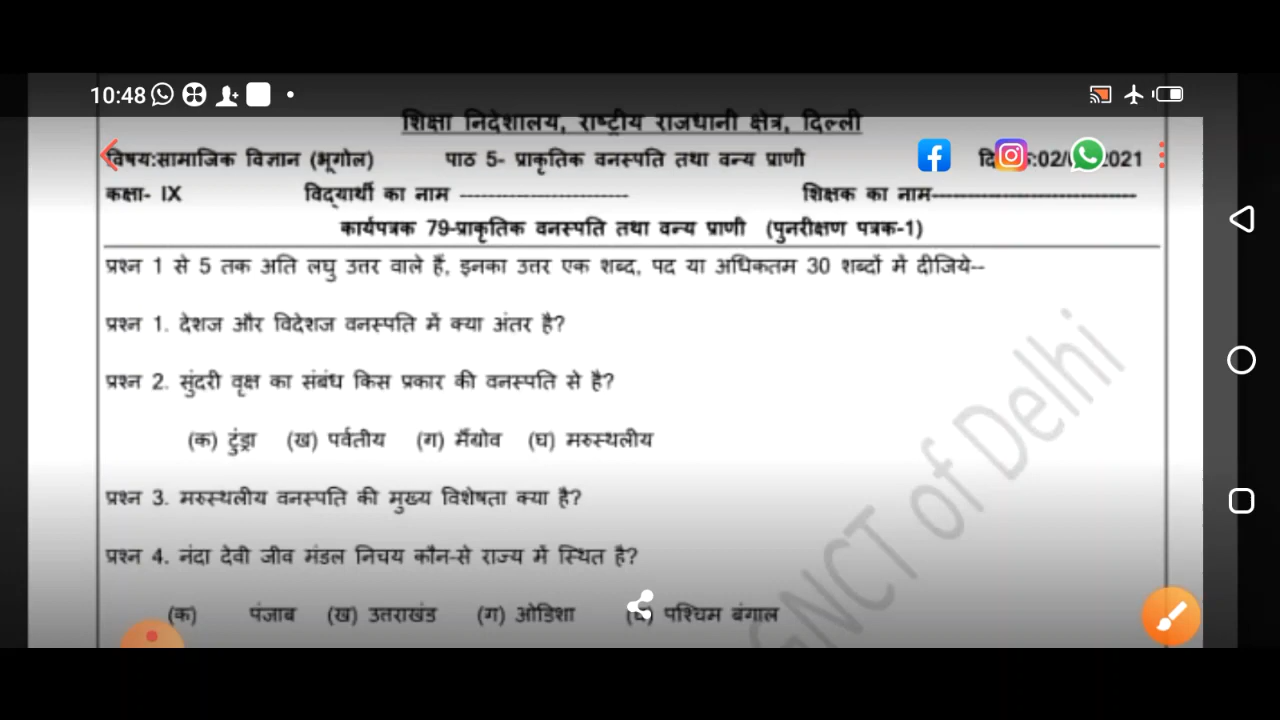 10:48
शिक्षा निदेशालय, राष्ट्रीय राजधानी क्षेत्र, दिल्ली
विषय:सामाजिक विज्ञान (भूगोल) पाठ 5- प्राकृतिक वनस्पति तथा वन्य प्राणी :02/ 2021
कक्षा- IX विद्यार्थी का नाम -------------------------- शिक्षक का नाम------------------------------
कार्यपत्रक 79-प्राकृतिक वनस्पति तथा वन्य प्राणी (पुनरीक्षण पत्रक-1)
प्रश्न 1 से 5 तक अति लघु उत्तर वाले हैं, इनका उत्तर एक शब्द, पद या अधिकतम 30 शब्दों में दीजिये--
प्रश्न 1. देशज और विदेशज वनस्पति में क्या अंतर है?
प्रश्न 2. सुंदरी वृक्ष का संबंध किस प्रकार की वनस्पति से है?
(क) टुंड्रा (ख) पर्वतीय (ग) मैंग्रोव (घ) मरुस्थलीय
प्रश्न 3. मरुस्थलीय वनस्पति की मुख्य विशेषता क्या है?
प्रश्न 4. नंदा देवी जीव मंडल निचय कौन-से राज्य में स्थित है?
(क) पंजाब (ख) उत्तराखंड (ग) ओडिशा (घ) पश्चिम बंगाल
GNCT of Delhi